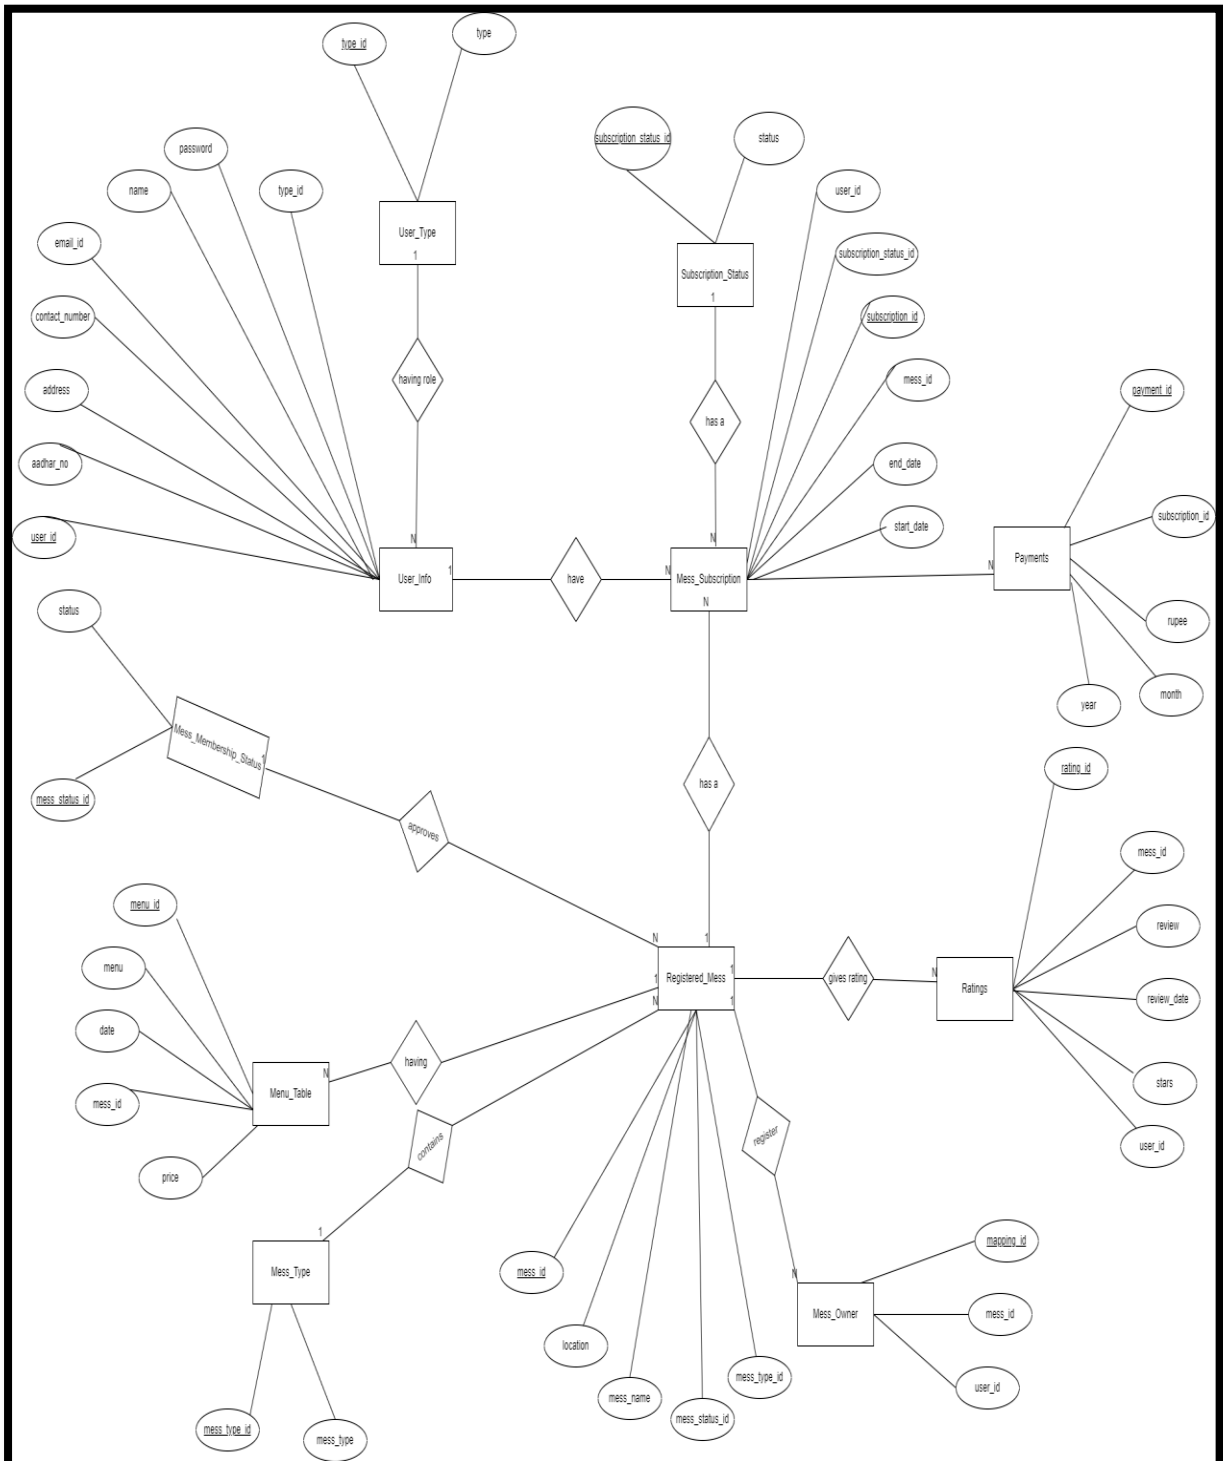 type_id
type
password
name
type_id
email_id
contact_number
address
aadhar_no
user_id
User_Type
1
having role
N
User_Info
1
have
N
subscription_status_id
status
Subscription_Status
1
has a
N
Mess_Subscription
N
user_id
subscription_status_id
subscription_id
mess_id
end_date
start_date
N
Payments
payment_id
subscription_id
rupee
month
year
status
Mess_Membership_Status
1
mess_status_id
approves
N
has a
1
Registered_Mess
1
N
1
1
gives rating
N
Ratings
rating_id
mess_id
review
review_date
stars
user_id
menu_id
menu
date
mess_id
price
Menu_Table
N
having
contains
1
Mess_Type
mess_type_id
mess_type
mess_id
location
mess_name
mess_status_id
mess_type_id
register
N
Mess_Owner
mapping_id
mess_id
user_id